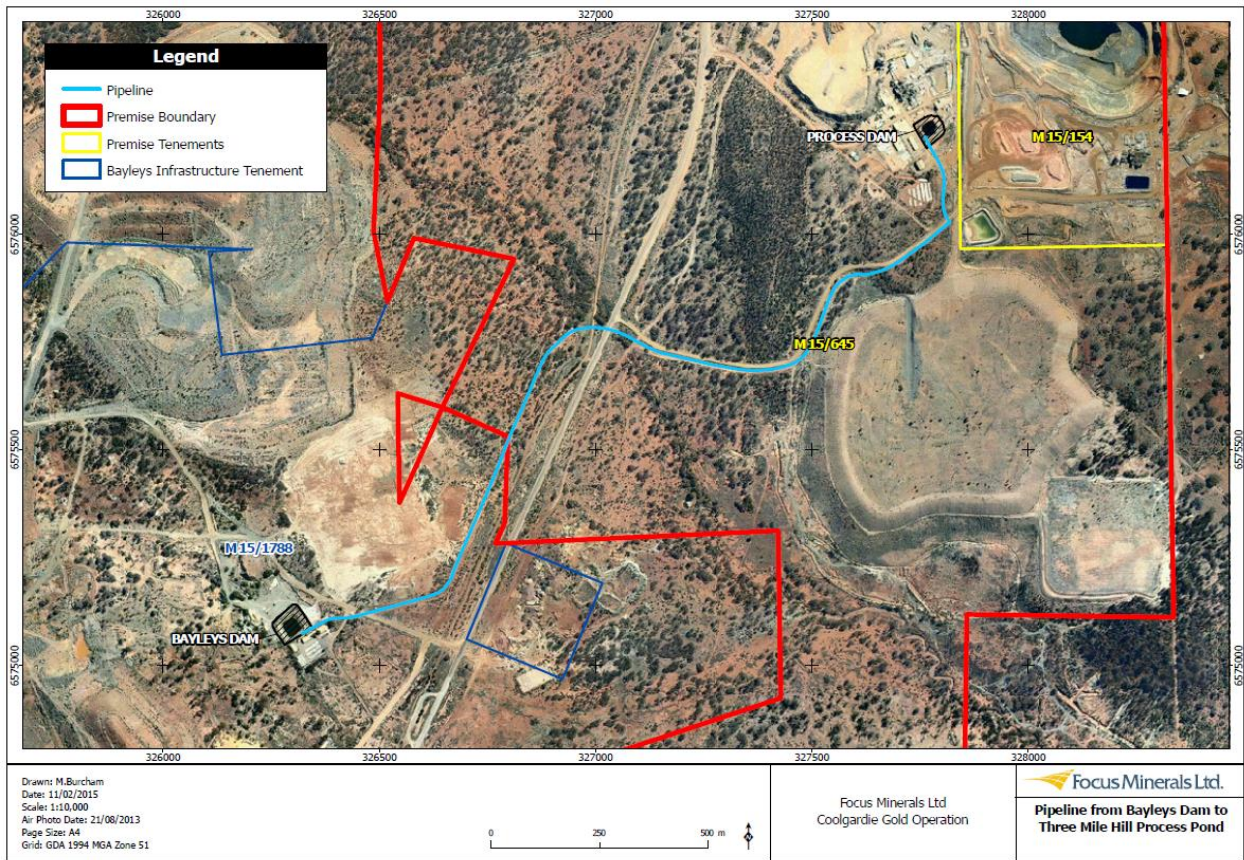 326000
326500
327000
327500
328000
Legend
Pipeline
Premise Boundary
Premise Tenements
Bayleys Infrastructure Tenement
PROCESS DAM
M15/154
6576000
6576000
M15/645
6575500
6575500
M15/1788
BAYLEYS DAM
6575000
6575000
326000
326500
327000
327500
328000
Drawn: M.Burcham
Date: 11/02/2015
Scale: 1:10,000
Air Photo Date: 21/08/2013
Page Size: A4
Grid: GDA 1994 MGA Zone 51
0 250 500 m
N
Focus Minerals Ltd
Coolgardie Gold Operation
Focus Minerals Ltd.
Pipeline from Bayleys Dam to
Three Mile Hill Process Pond